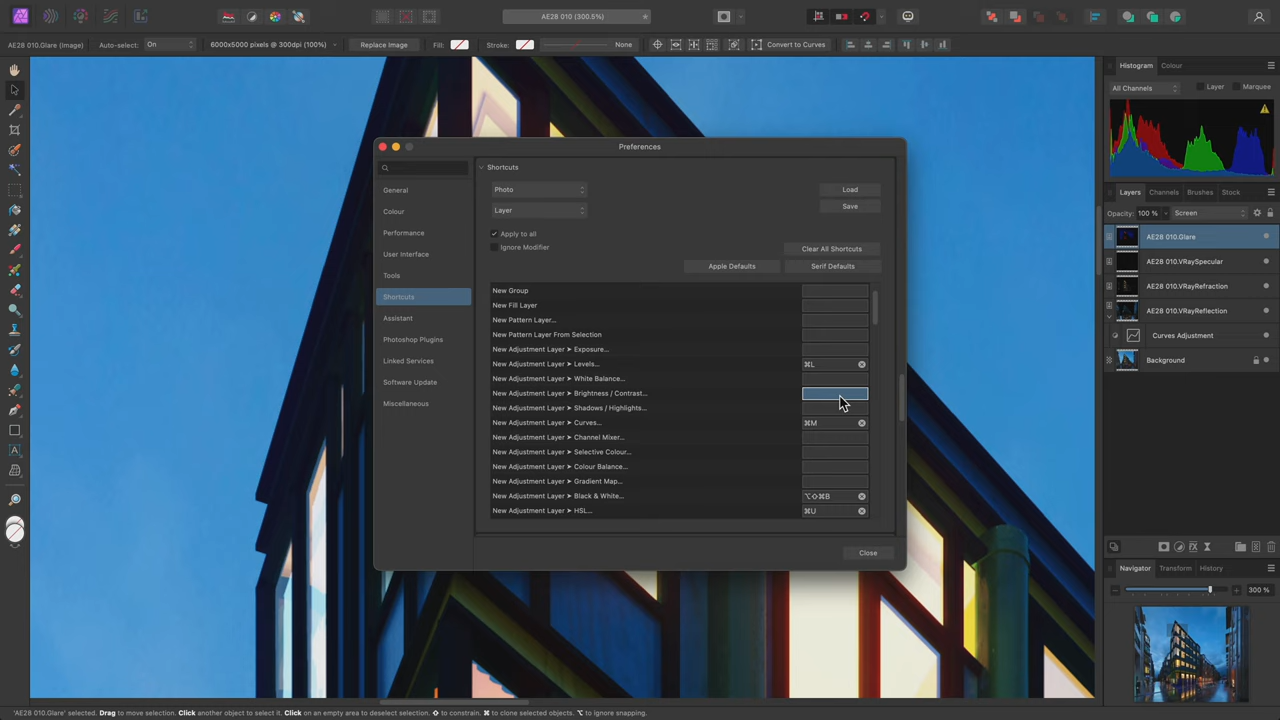 AE28 010 (300.5%)
AE28 010.Glare (Image)
Auto-select:
On
6000x5000 pixels @ 300dpi (100%)
Replace Image
Fill:
Stroke:
None
Convert to Curves
Histogram
Colour
All Channels
Layer
Marquee
Layers
Channels
Brushes
Stock
Opacity:
100 %
Screen
AE28 010.Glare
AE28 010.VRaySpecular
AE28 010.VRayRefraction
AE28 010.VRayReflection
Curves Adjustment
Background
Navigator
Transform
History
300 %
Preferences
General
Colour
Performance
User Interface
Tools
Shortcuts
Assistant
Photoshop Plugins
Linked Services
Software Update
Miscellaneous
Shortcuts
Photo
Load
Layer
Save
Apply to all
Ignore Modifier
Clear All Shortcuts
Apple Defaults
Serif Defaults
New Group
New Fill Layer
New Pattern Layer...
New Pattern Layer From Selection
New Adjustment Layer ➤ Exposure...
New Adjustment Layer ➤ Levels... ⌘L
New Adjustment Layer ➤ White Balance...
New Adjustment Layer ➤ Brightness / Contrast...
New Adjustment Layer ➤ Shadows / Highlights...
New Adjustment Layer ➤ Curves... ⌘M
New Adjustment Layer ➤ Channel Mixer...
New Adjustment Layer ➤ Selective Colour...
New Adjustment Layer ➤ Colour Balance...
New Adjustment Layer ➤ Gradient Map...
New Adjustment Layer ➤ Black & White... ⌥⇧⌘B
New Adjustment Layer ➤ HSL... ⌘U
Close
'AE28 010.Glare' selected. Drag to move selection. Click another object to select it. Click on an empty area to deselect selection. ⇧ to constrain. ⌘ to clone selected objects. ⌥ to ignore snapping.